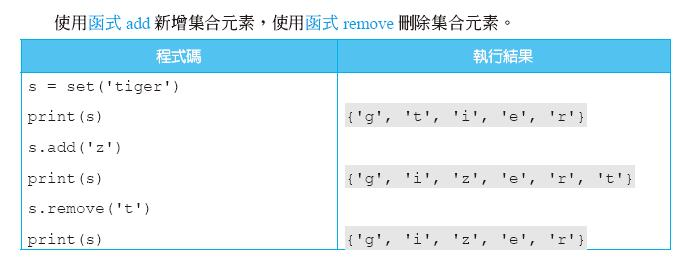 使用函式 add 新增集合元素，使用函式 remove 刪除集合元素。
程式碼 執行結果
s = set('tiger')
print(s) {'g', 't', 'i', 'e', 'r'}
s.add('z')
print(s) {'g', 'i', 'z', 'e', 'r', 't'}
s.remove('t')
print(s) {'g', 'i', 'z', 'e', 'r'}